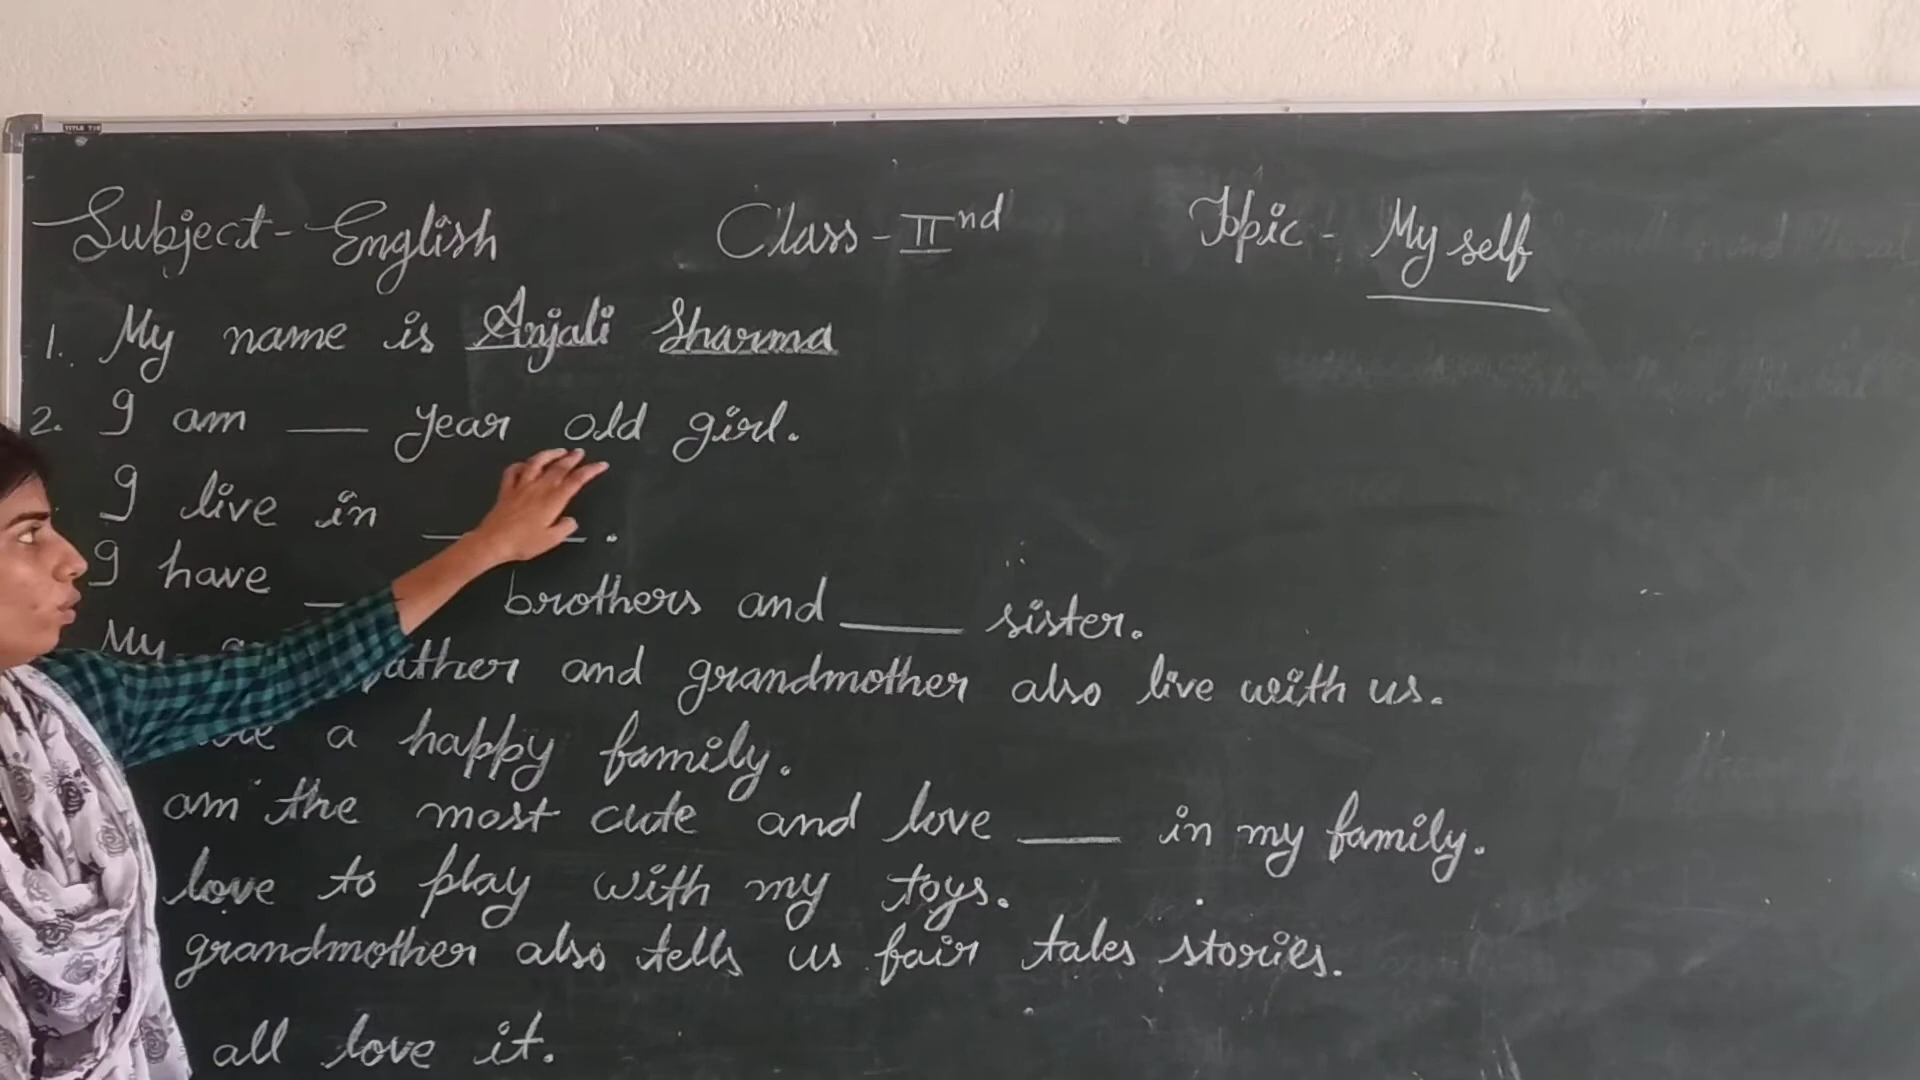 Subject- English Class - IInd Topic - My self
1. My name is Anjali Sharma
2. I am ___ year old girl.
I live in ___.
I have ___ brothers and ___ sister.
My father and grandmother also live with us.
a happy family.
am the most cute and love ___ in my family.
love to play with my toys.
grandmother also tells us fair tales stories.
all love it.